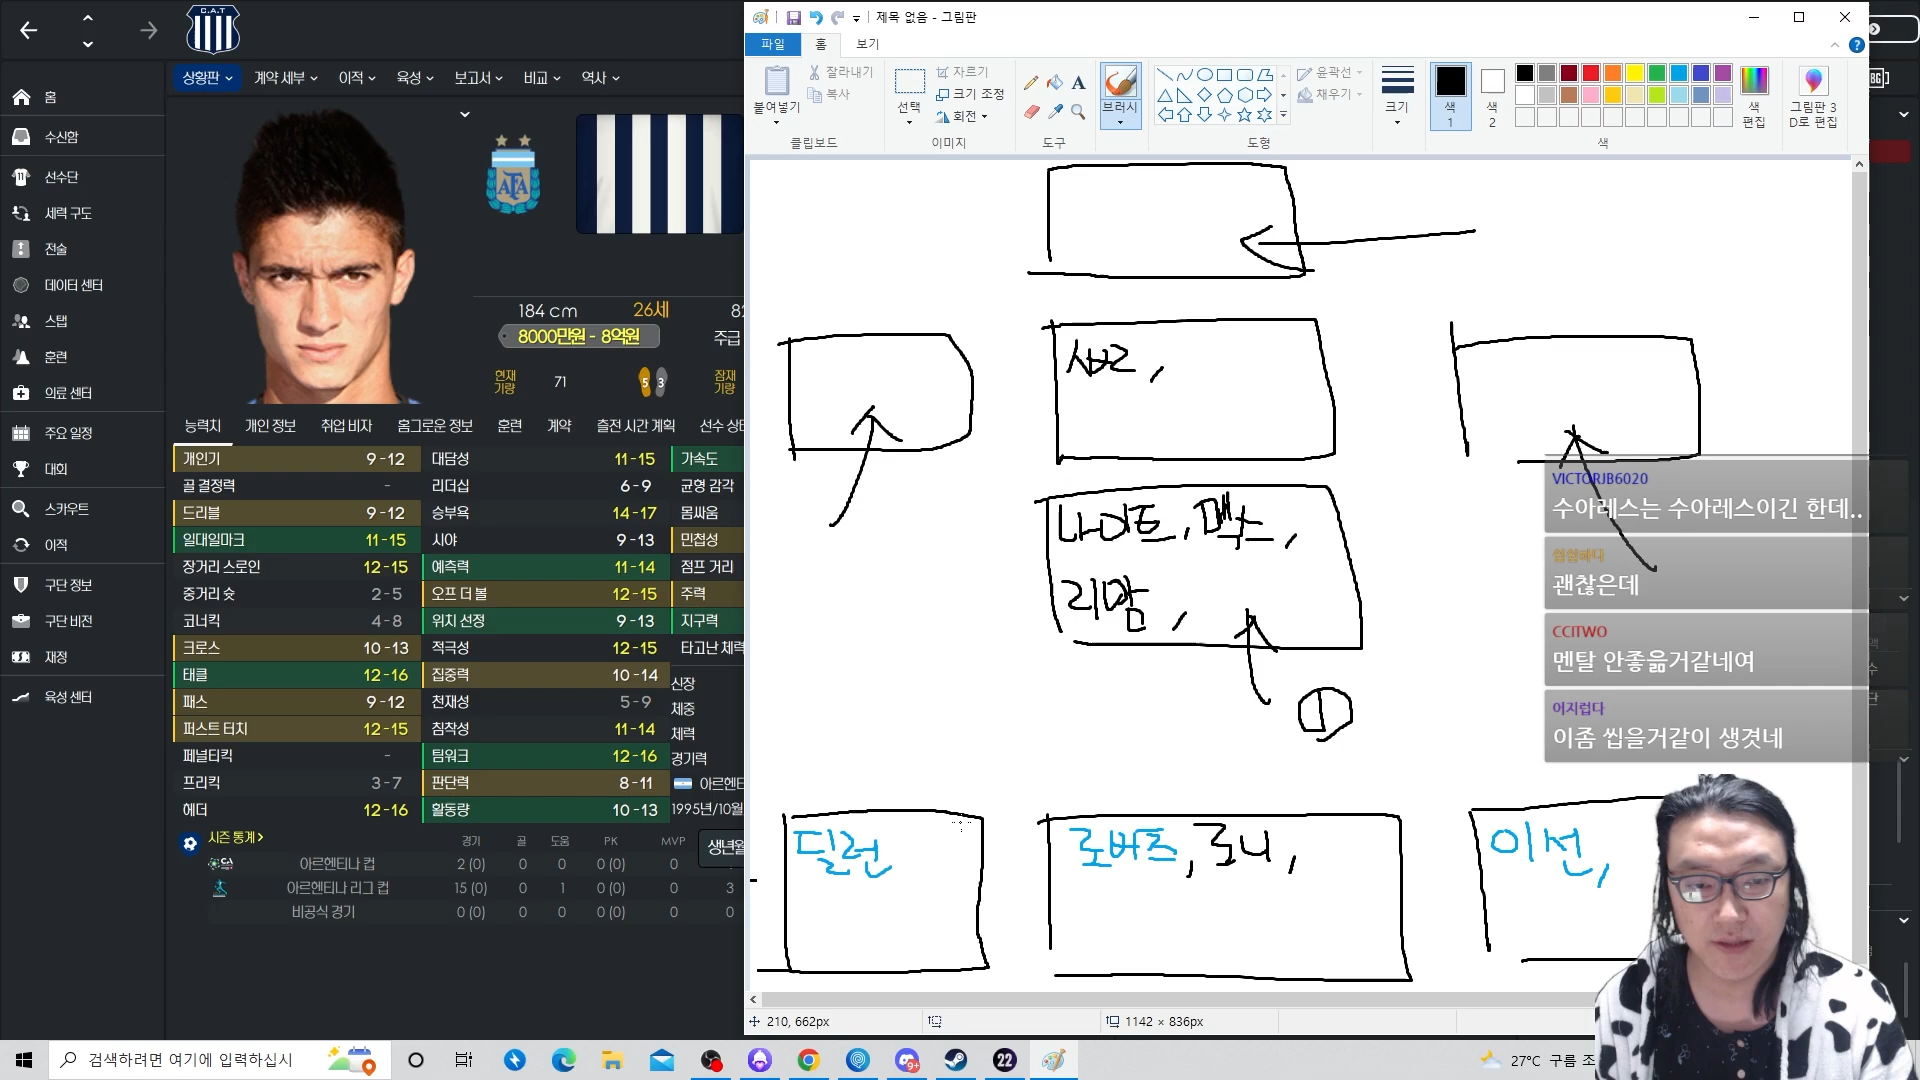 C.A.T
제목 없음 - 그림판
파일
홈
보기
붙여넣기
잘라내기
복사
클립보드
선택
자르기
크기 조정
회전
이미지
A
도구
브러시
도형
윤곽선
채우기
크기
색
1
색
2
색
편집
그림판 3
D로 편집
색
상황판
계약 세부
이적
육성
보고서
비교
역사
홈
수신함
선수단
세력 구도
전술
데이터 센터
스탭
훈련
의료 센터
주요 일정
대회
스카우트
이적
구단 정보
구단 비전
재정
육성 센터
AFA
184 cm
26세
8000만원 - 8억원
주급
현재
기량
71
5
3
잠재
기량
능력치
개인 정보
취업 비자
홈그로운 정보
훈련
계약
출전 시간 계획
개인기 9-12
골 결정력 -
드리블 9-12
일대일마크 11-15
장거리 스로인 12-15
중거리 슛 2-5
코너킥 4-8
크로스 10-13
태클 12-16
패스 9-12
퍼스트 터치 12-15
페널티킥 -
프리킥 3-7
헤더 12-16
대담성 11-15
리더십 6-9
승부욕 14-17
시야 9-13
예측력 11-14
오프 더 볼 12-15
위치 선정 9-13
적극성 12-15
집중력 10-14
천재성 5-9
침착성 11-14
팀워크 12-16
판단력 8-11
활동량 10-13
가속도
균형 감각
몸싸움
민첩성
점프 거리
주력
지구력
타고난 체력
신장
체중
체력
경기력
1995년/10월
시즌 통계
경기 골 도움 PK MVP
아르헨티나 컵 2 (0) 0 0 0 (0) 0
아르헨티나 리그 컵 15 (0) 0 1 0 (0) 0 3
비공식 경기 0 (0) 0 0 0 (0) 0 0
나이트, 맥스,
리암,
①
딜런
로버츠, 로니,
이선,
VICTORJB6020
수아레스는 수아레스이긴 한데..
괜찮은데
CCITWO
멘탈 안좋읊거같네여
어지럽다
이좀 씹을거같이 생겻네
210, 662px
1142 × 836px
검색하려면 여기에 입력하십시
9+
22
27°C 구름 조